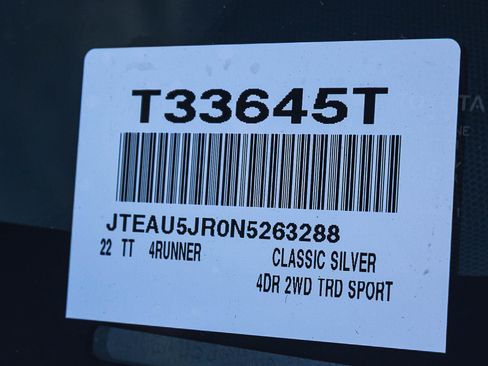 T33645T
JTEAU5JR0N5263288
22 TT 4RUNNER CLASSIC SILVER
4DR 2WD TRD SPORT